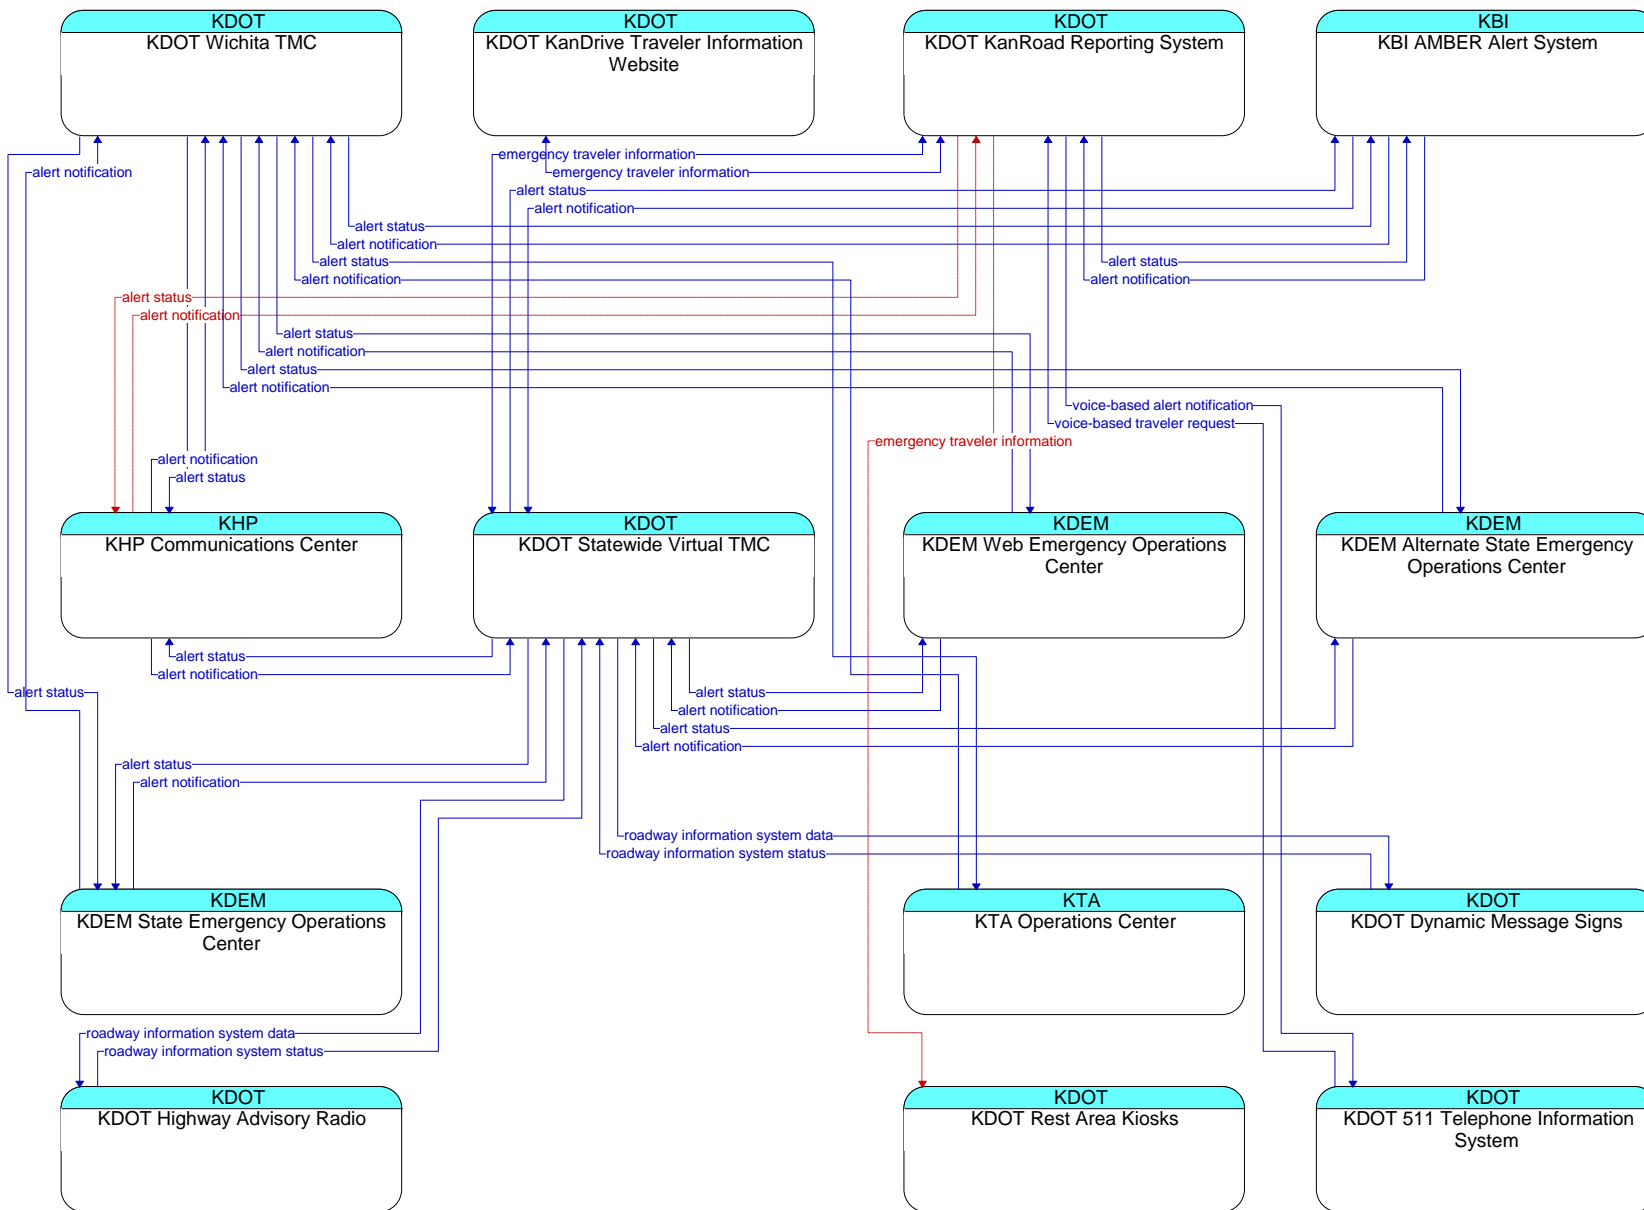 KDOT
KDOT Wichita TMC
KDOT
KDOT KanDrive Traveler Information
Website
KDOT
KDOT KanRoad Reporting System
KBI
KBI AMBER Alert System
emergency traveler information
alert notification
emergency traveler information
alert status
alert notification
alert status
alert notification
alert status
alert status
alert notification
alert notification
alert status
alert notification
alert status
alert notification
alert status
alert notification
voice-based alert notification
voice-based traveler request
emergency traveler information
alert notification
alert status
KHP
KHP Communications Center
KDOT
KDOT Statewide Virtual TMC
KDEM
KDEM Web Emergency Operations
Center
KDEM
KDEM Alternate State Emergency
Operations Center
alert status
alert notification
alert status
alert status
alert notification
alert status
alert notification
alert status
alert notification
roadway information system data
roadway information system status
KDEM
KDEM State Emergency Operations
Center
KTA
KTA Operations Center
KDOT
KDOT Dynamic Message Signs
roadway information system data
roadway information system status
KDOT
KDOT Highway Advisory Radio
KDOT
KDOT Rest Area Kiosks
KDOT
KDOT 511 Telephone Information
System